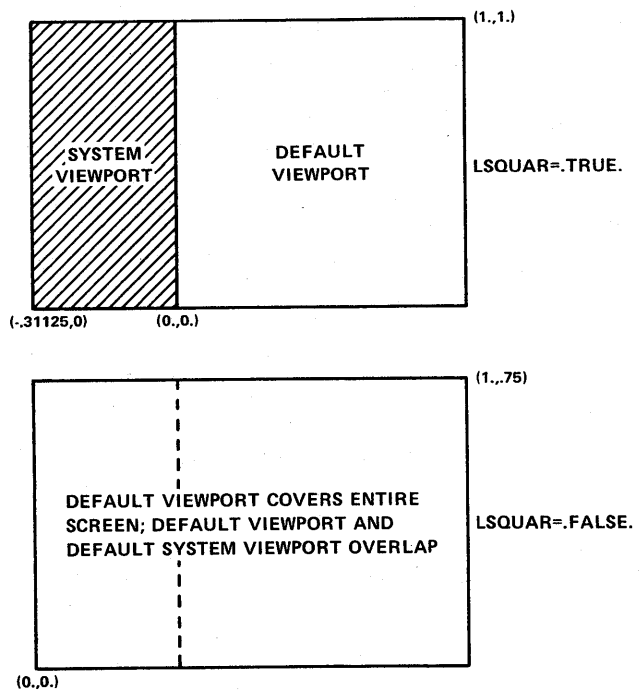 (1.,1.)
SYSTEM
VIEWPORT
DEFAULT
VIEWPORT
LSQUAR=.TRUE.
(-.31125,0)
(0.,0.)
(1.,.75)
DEFAULT VIEWPORT COVERS ENTIRE
SCREEN; DEFAULT VIEWPORT AND
DEFAULT SYSTEM VIEWPORT OVERLAP
LSQUAR=.FALSE.
(0.,0.)